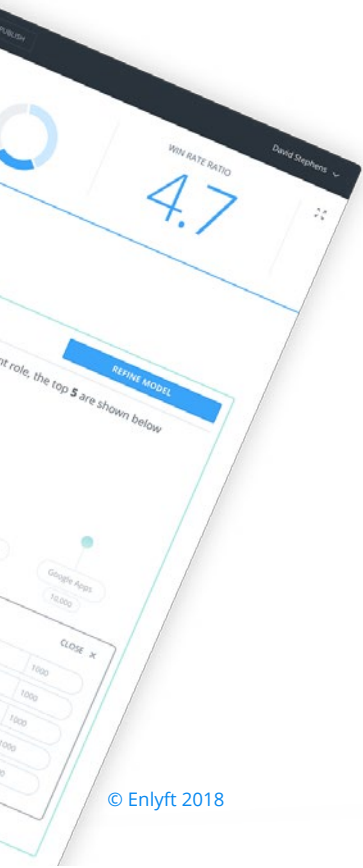 PUBLISH
David Stephens
WIN RATE RATIO
4.7
REFINE MODEL
nt role, the top 5 are shown below
Google Apps
10,000
CLOSE ×
1000
1000
1000
1000
© Enlyft 2018